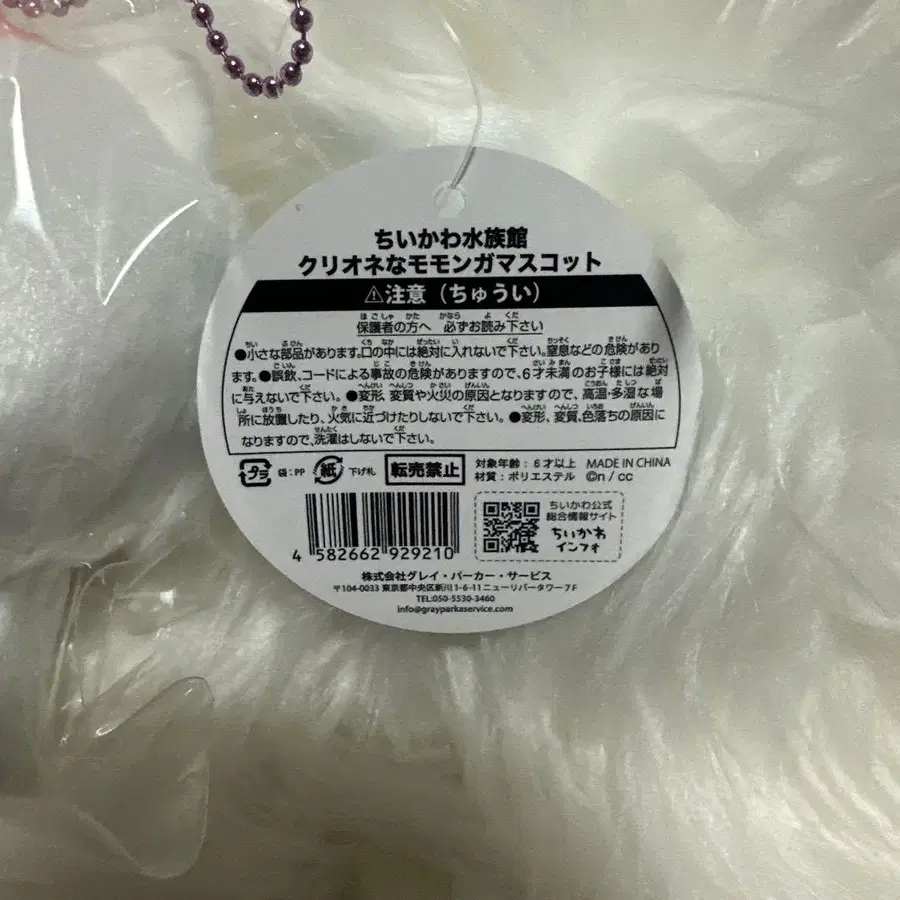 ちいかわ水族館
クリオネなモモンガマスコット
⚠注意（ちゅうい）
保護者の方へ 必ずお読み下さい
●小さな部品があります。口の中には絶対に入れないで下さい。窒息などの危険があり
ます。●誤飲、コードによる事故の危険がありますので、6才未満のお子様には絶対
に与えないで下さい。●変形、変質や火災の原因となりますので、高温・多湿な場
所に放置したり、火気に近づけたりしないで下さい。●変形、変質、色落ちの原因に
なりますので、洗濯はしないで下さい。
プラ 袋：PP 紙 下げ札 転売禁止 対象年齢：6才以上 MADE IN CHINA
材質：ポリエステル ©n / cc
ちいかわ公式
総合情報サイト
ちいかわ
インフォ
4 582662 929210
株式会社グレイ・パーカー・サービス
〒104-0033 東京都中央区新川1-6-11 ニューリバータワー7F
TEL:050-5530-3460
info@grayparkaservice.com